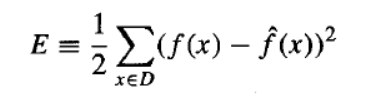 E ≡ 1/2 ∑_{x∈D} (f(x) − f̂(x))²